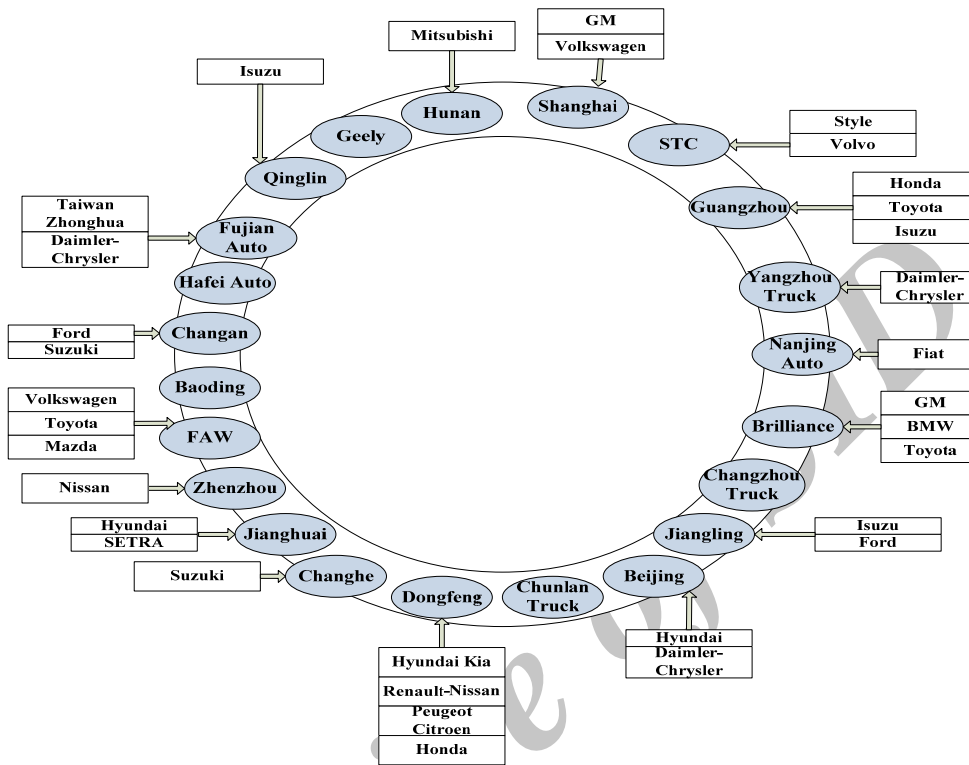 GM
Volkswagen
Mitsubishi
Isuzu
Shanghai
Hunan
Geely
STC
Style
Volvo
Qinglin
Honda
Toyota
Isuzu
Guangzhou
Taiwan
Zhonghua
Daimler-
Chrysler
Fujian
Auto
Hafei Auto
Yangzhou
Truck
Daimler-
Chrysler
Ford
Suzuki
Changan
Nanjing
Auto
Fiat
Baoding
Volkswagen
Toyota
Mazda
FAW
Brilliance
GM
BMW
Toyota
Nissan
Zhenzhou
Changzhou
Truck
Hyundai
SETRA
Jianghuai
Jiangling
Isuzu
Ford
Suzuki
Changhe
Dongfeng
Chunlan
Truck
Beijing
Hyundai
Daimler-
Chrysler
Hyundai Kia
Renault-Nissan
Peugeot
Citroen
Honda